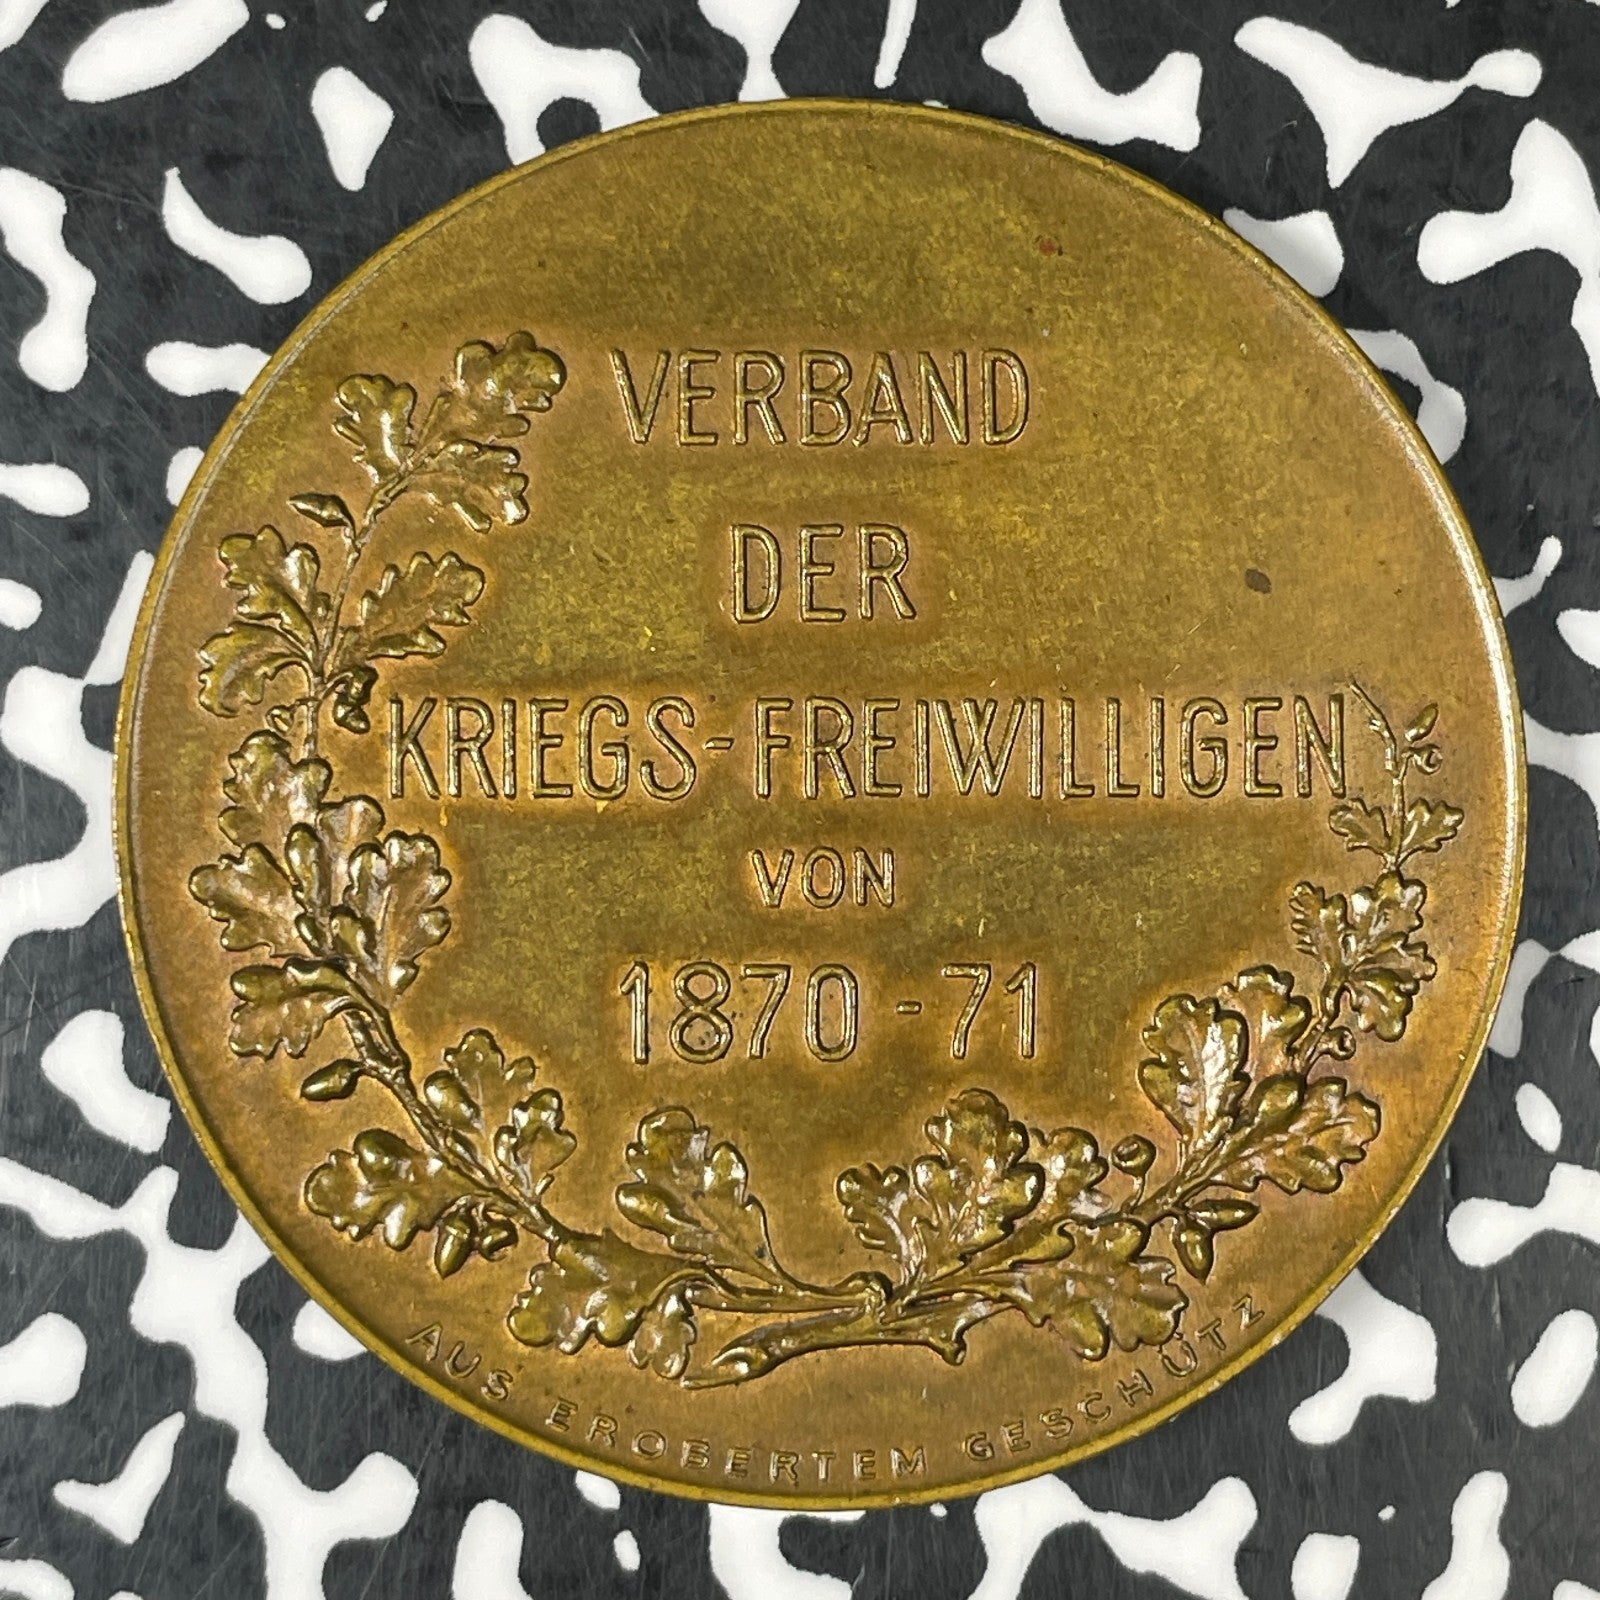 VERBAND
DER
KRIEGS-FREIWILLIGEN
VON
1870-71
AUS EROBERTEM GESCHÜTZ